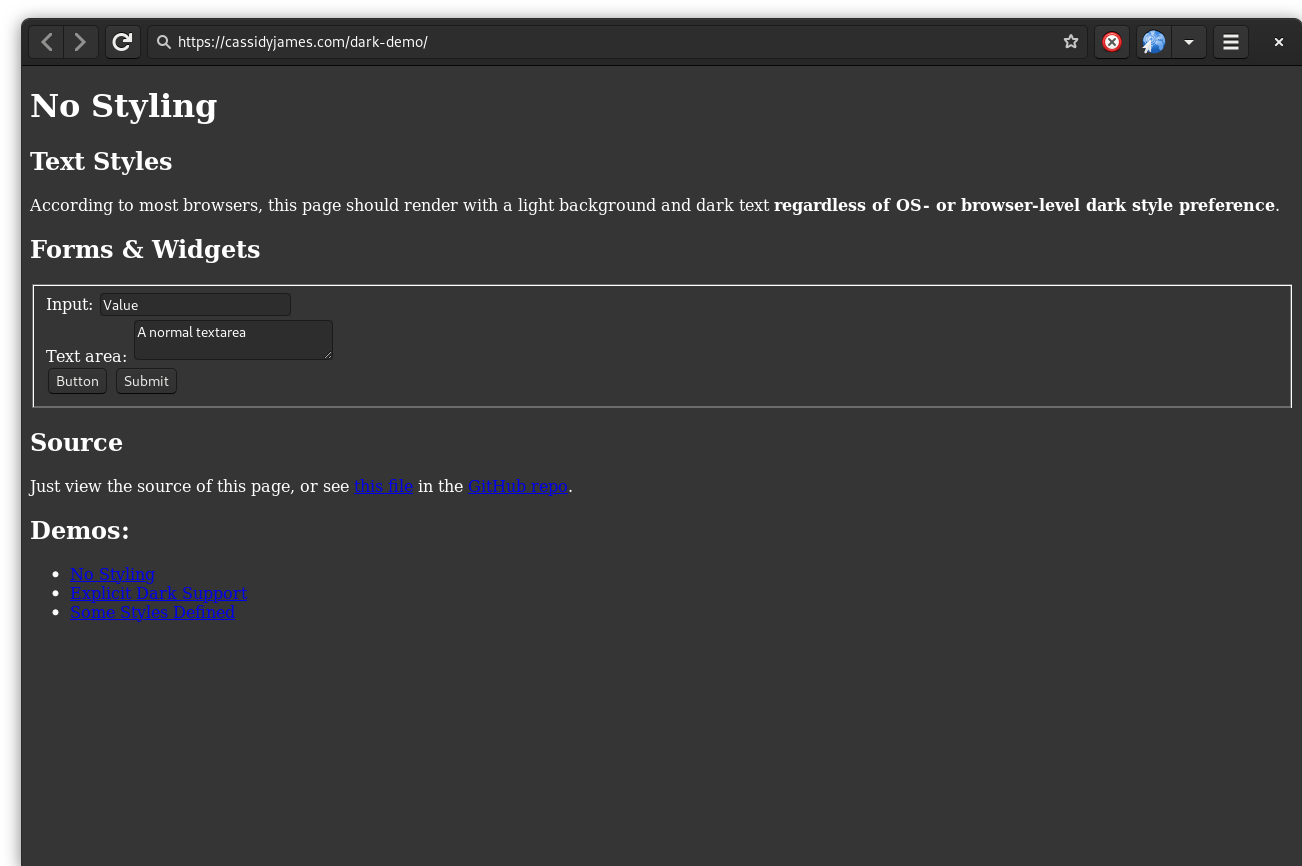 https://cassidyjames.com/dark-demo/
No Styling
Text Styles
According to most browsers, this page should render with a light background and dark text regardless of OS- or browser-level dark style preference.
Forms & Widgets
Input: Value
A normal textarea
Text area:
Button Submit
Source
Just view the source of this page, or see this file in the GitHub repo.
Demos:
• No Styling
• Explicit Dark Support
• Some Styles Defined